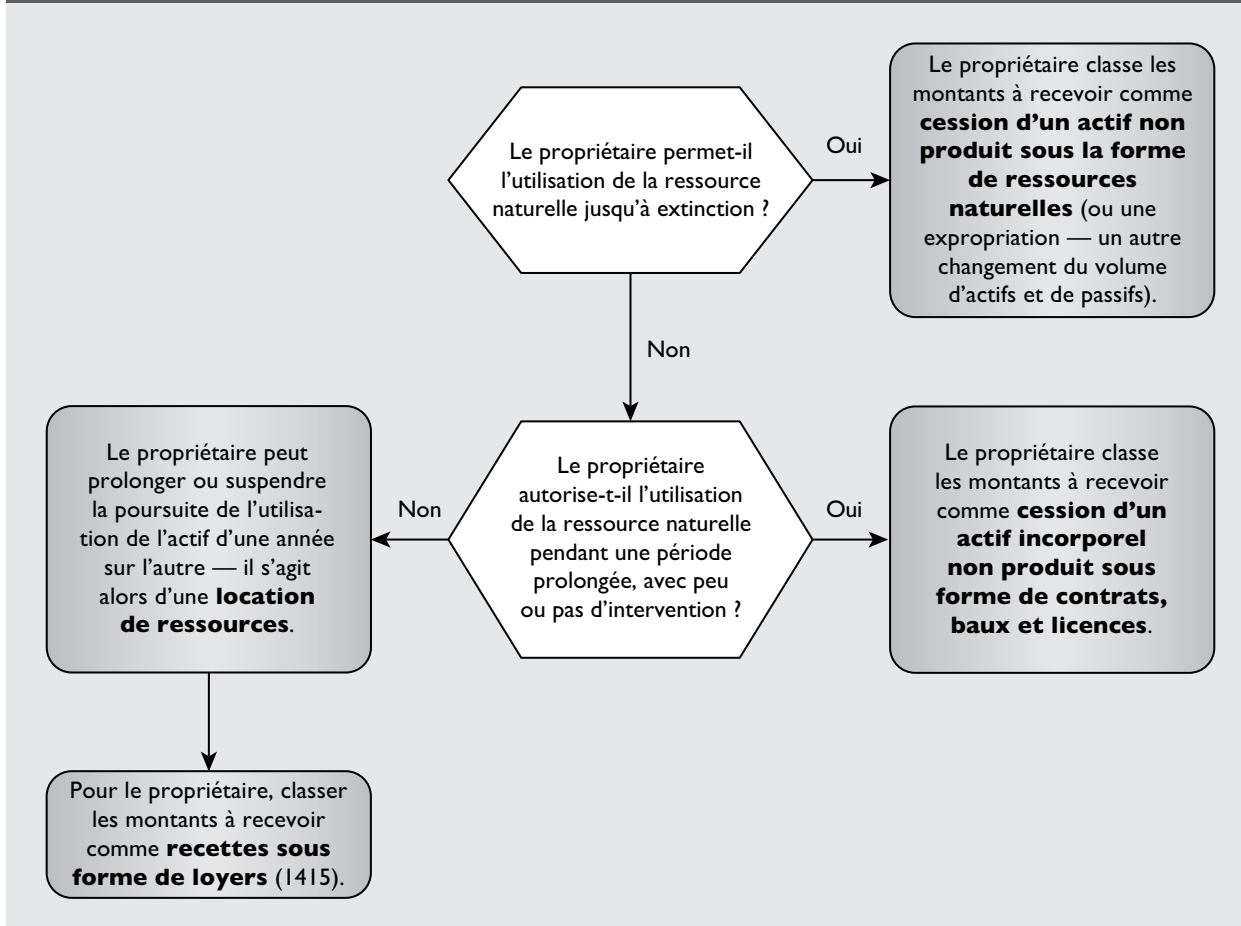 Le propriétaire permet-il
l'utilisation de la ressource
naturelle jusqu'à extinction ?
Oui
Le propriétaire classe les
montants à recevoir comme
cession d'un actif non
produit sous la forme
de ressources
naturelles (ou une
expropriation — un autre
changement du volume
d'actifs et de passifs).
Non
Le propriétaire
autorise-t-il l'utilisation
de la ressource naturelle
pendant une période
prolongée, avec peu
ou pas d'intervention ?
Oui
Le propriétaire classe
les montants à recevoir
comme cession d'un
actif incorporel
non produit sous
forme de contrats,
baux et licences.
Non
Le propriétaire peut
prolonger ou suspendre
la poursuite de l'utilisa-
tion de l'actif d'une année
sur l'autre — il s'agit
alors d'une location
de ressources.
Pour le propriétaire, classer
les montants à recevoir
comme recettes sous
forme de loyers (1415).